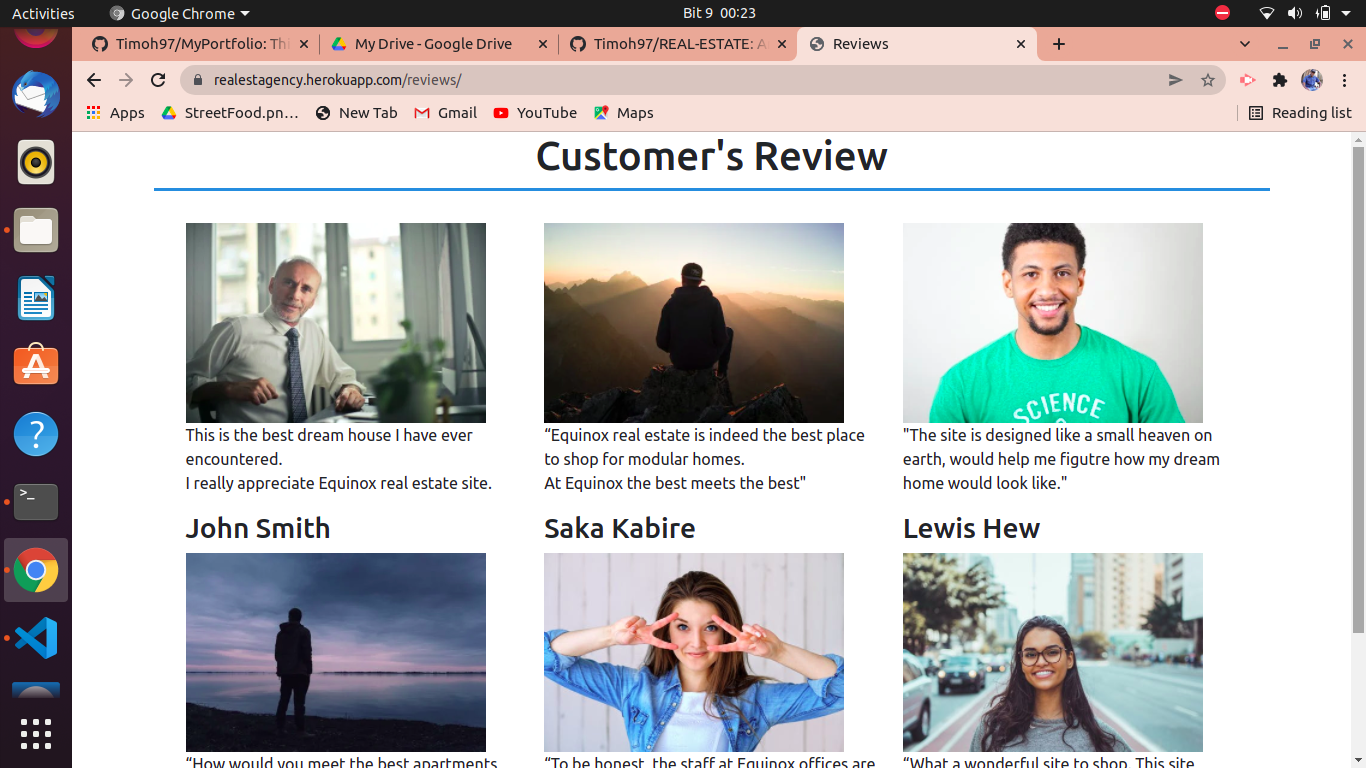 Activities
Google Chrome
Bit 9 00:23
Timoh97/MyPortfolio: Thi
My Drive - Google Drive
Timoh97/REAL-ESTATE: A
Reviews
realestagency.herokuapp.com/reviews/
Apps
StreetFood.pn…
New Tab
Gmail
YouTube
Maps
Reading list
Customer's Review
This is the best dream house I have ever
encountered.
I really appreciate Equinox real estate site.
John Smith
“Equinox real estate is indeed the best place
to shop for modular homes.
At Equinox the best meets the best"
Saka Kabire
SCIENCE
"The site is designed like a small heaven on
earth, would help me figutre how my dream
home would look like."
Lewis Hew
“How would you meet the best apartments
“To be honest, the staff at Equinox offices are
“What a wonderful site to shop. This site